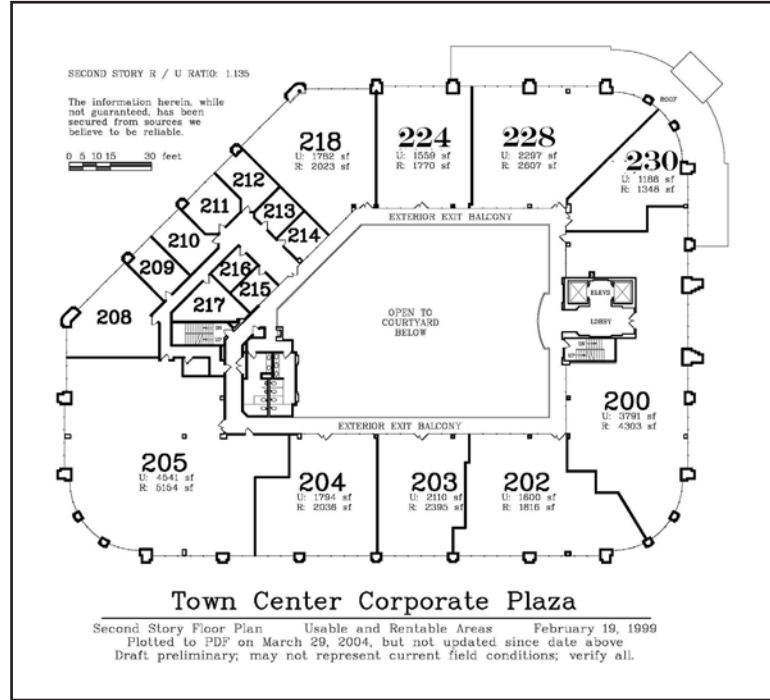 SECOND STORY R / U RATIO: 1.135
The information herein, while
not guaranteed, has been
secured from sources we
believe to be reliable.
0 5 10 15 30 feet
218
U: 1782 sf
R: 2023 sf
224
U: 1559 sf
R: 1770 sf
228
U: 2297 sf
R: 2607 sf
ROOF
230
U: 1188 sf
R: 1348 sf
212
211
213
210
214
209
216
215
217
208
EXTERIOR EXIT BALCONY
OPEN TO
COURTYARD
BELOW
ELEVS
LOBBY
DN
UP
DN
UP
200
U: 3791 sf
R: 4303 sf
EXTERIOR EXIT BALCONY
205
U: 4541 sf
R: 5154 sf
204
U: 1794 sf
R: 2036 sf
203
U: 2110 sf
R: 2395 sf
202
U: 1600 sf
R: 1816 sf
Town Center Corporate Plaza
Second Story Floor Plan Usable and Rentable Areas February 19, 1999
Plotted to PDF on March 29, 2004, but not updated since date above
Draft preliminary; may not represent current field conditions; verify all.